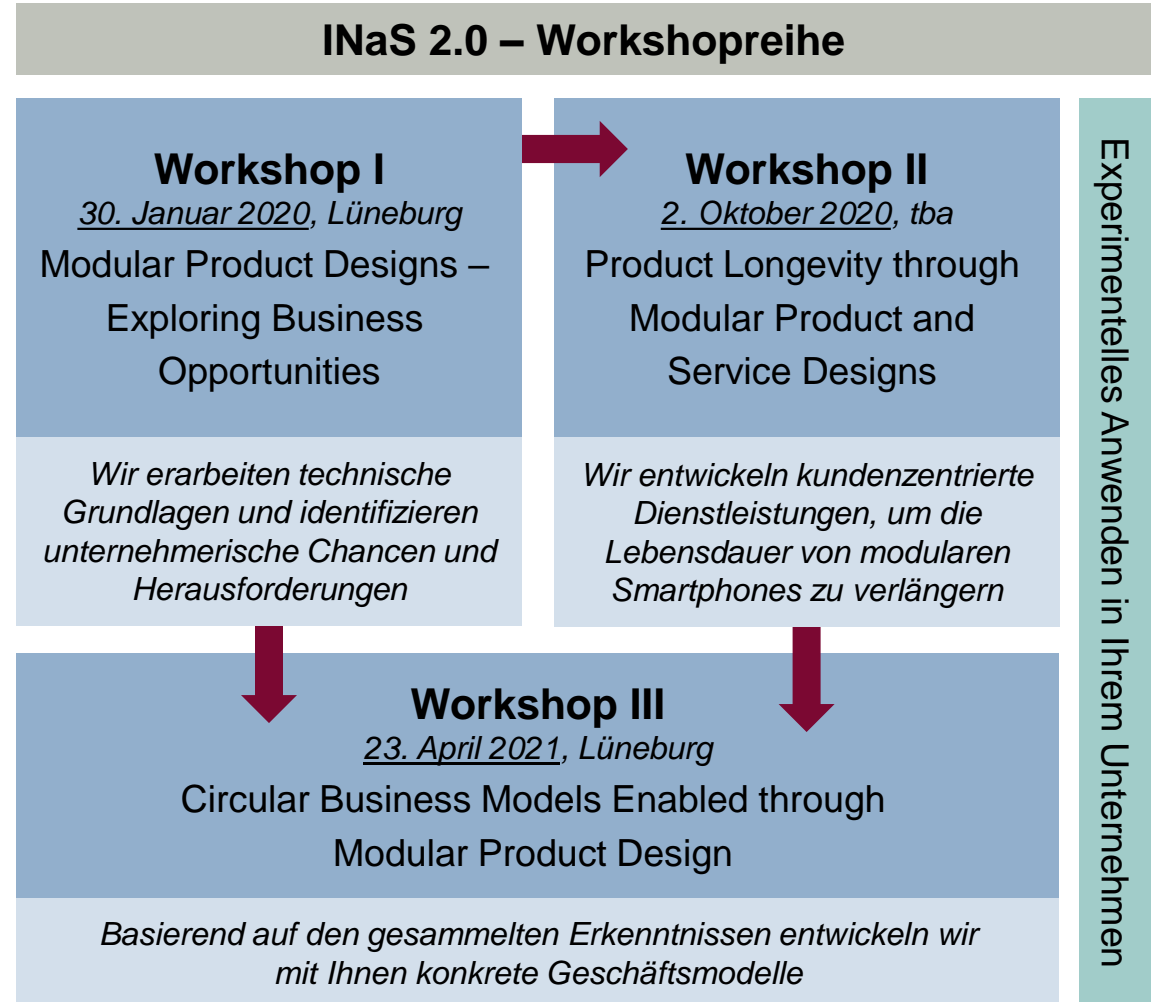 INaS 2.0 – Workshopreihe
Workshop I
30. Januar 2020, Lüneburg
Modular Product Designs –
Exploring Business
Opportunities
Wir erarbeiten technische
Grundlagen und identifizieren
unternehmerische Chancen und
Herausforderungen
Workshop II
2. Oktober 2020, tba
Product Longevity through
Modular Product and
Service Designs
Wir entwickeln kundenzentrierte
Dienstleistungen, um die
Lebensdauer von modularen
Smartphones zu verlängern
Workshop III
23. April 2021, Lüneburg
Circular Business Models Enabled through
Modular Product Design
Basierend auf den gesammelten Erkenntnissen entwickeln wir
mit Ihnen konkrete Geschäftsmodelle
Experimentelles Anwenden in Ihrem Unternehmen